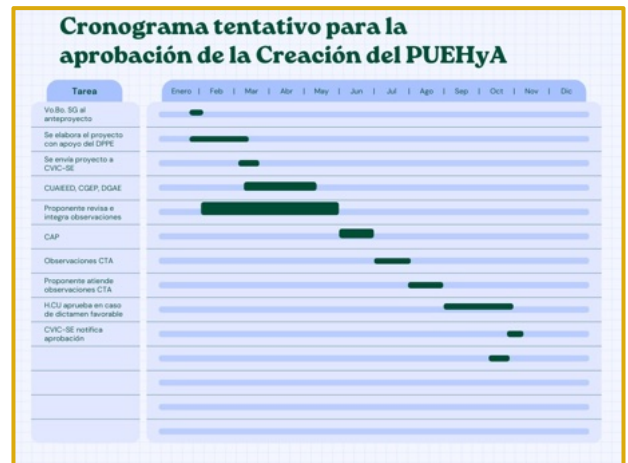 Cronograma tentativo para la
aprobación de la Creación del PUEHyA
Tarea
Enero | Feb | Mar | Abr | May | Jun | Jul | Ago | Sep | Oct | Nov | Dic
Vo.Bo. SG al
anteproyecto
Se elabora el proyecto
con apoyo del DPPE
Se envía proyecto a
CVIC-SE
CUAIEED, CGEP, DGAE
Proponente revisa e
integra observaciones
CAP
Observaciones CTA
Proponente atiende
observaciones CTA
H.CU aprueba en caso
de dictamen favorable
CVIC-SE notifica
aprobación